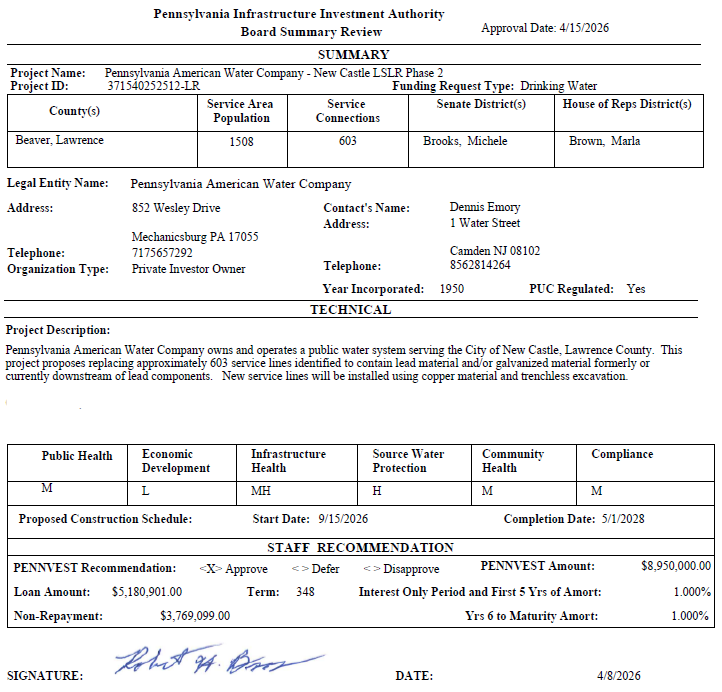 Pennsylvania Infrastructure Investment Authority
Board Summary Review
Approval Date: 4/15/2026
SUMMARY
Project Name: Pennsylvania American Water Company - New Castle LSLR Phase 2
Project ID: 371540252512-LR Funding Request Type: Drinking Water
County(s) Service Area Population Service Connections Senate District(s) House of Reps District(s)
Beaver, Lawrence 1508 603 Brooks, Michele Brown, Marla
Legal Entity Name: Pennsylvania American Water Company
Address: 852 Wesley Drive Contact's Name: Dennis Emory
Address: 1 Water Street
Mechanicsburg PA 17055 Camden NJ 08102
Telephone: 7175657292 Telephone: 8562814264
Organization Type: Private Investor Owner
Year Incorporated: 1950 PUC Regulated: Yes
TECHNICAL
Project Description:
Pennsylvania American Water Company owns and operates a public water system serving the City of New Castle, Lawrence County. This
project proposes replacing approximately 603 service lines identified to contain lead material and/or galvanized material formerly or
currently downstream of lead components. New service lines will be installed using copper material and trenchless excavation.
Public Health Economic Development Infrastructure Health Source Water Protection Community Health Compliance
M L MH H M M
Proposed Construction Schedule: Start Date: 9/15/2026 Completion Date: 5/1/2028
STAFF RECOMMENDATION
PENNVEST Recommendation: <X> Approve < > Defer < > Disapprove PENNVEST Amount: $8,950,000.00
Loan Amount: $5,180,901.00 Term: 348 Interest Only Period and First 5 Yrs of Amort: 1.000%
Non-Repayment: $3,769,099.00 Yrs 6 to Maturity Amort: 1.000%
SIGNATURE: Robert H. DATE: 4/8/2026